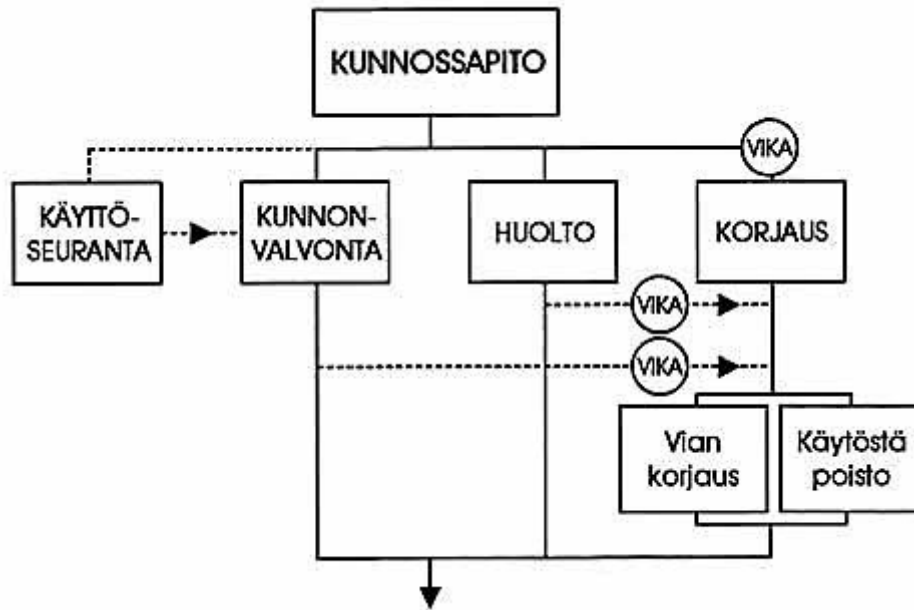 KUNNOSSAPITO
VIKA
KÄYTTÖ-
SEURANTA
KUNNON-
VALVONTA
HUOLTO
KORJAUS
VIKA
VIKA
Vian
korjaus
Käytöstä
poisto